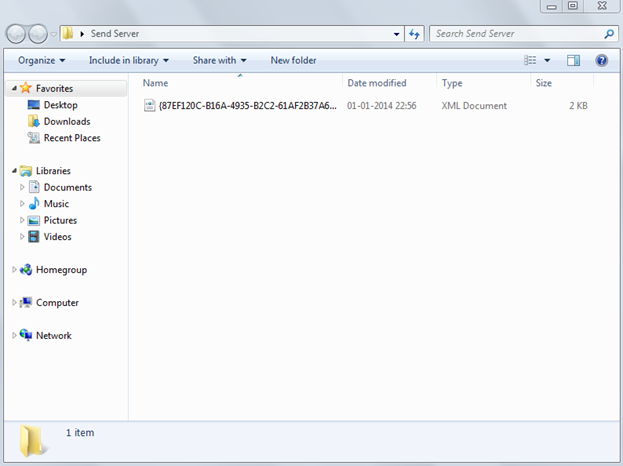 Send Server
Search Send Server
Organize Include in library Share with New folder
Name Date modified Type Size
{87EF120C-B16A-4935-B2C2-61AF2B37A6... 01-01-2014 22:56 XML Document 2 KB
Favorites
Desktop
Downloads
Recent Places
Libraries
Documents
Music
Pictures
Videos
Homegroup
Computer
Network
1 item